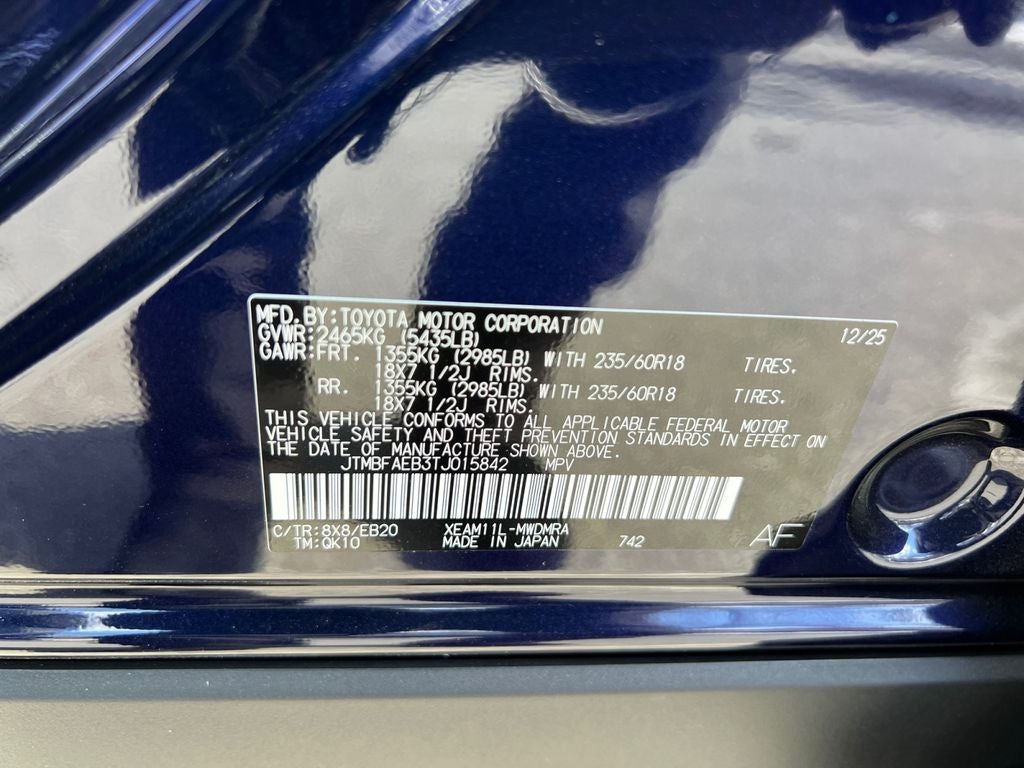 MFD.BY:TOYOTA MOTOR CORPORATION 12/25
GVWR:2465KG (5435LB)
GAWR:FRT. 1355KG (2985LB) WITH 235/60R18 TIRES.
18X7 1/2J RIMS.
RR. 1355KG (2985LB) WITH 235/60R18 TIRES.
18X7 1/2J RIMS.
THIS VEHICLE CONFORMS TO ALL APPLICABLE FEDERAL MOTOR
VEHICLE SAFETY AND THEFT PREVENTION STANDARDS IN EFFECT ON
THE DATE OF MANUFACTURE SHOWN ABOVE.
JTMBFAEB3TJ015842 MPV
C/TR:8X8/EB20 XEAM11L-MWDMRA
TM:QK10 MADE IN JAPAN 742 AF